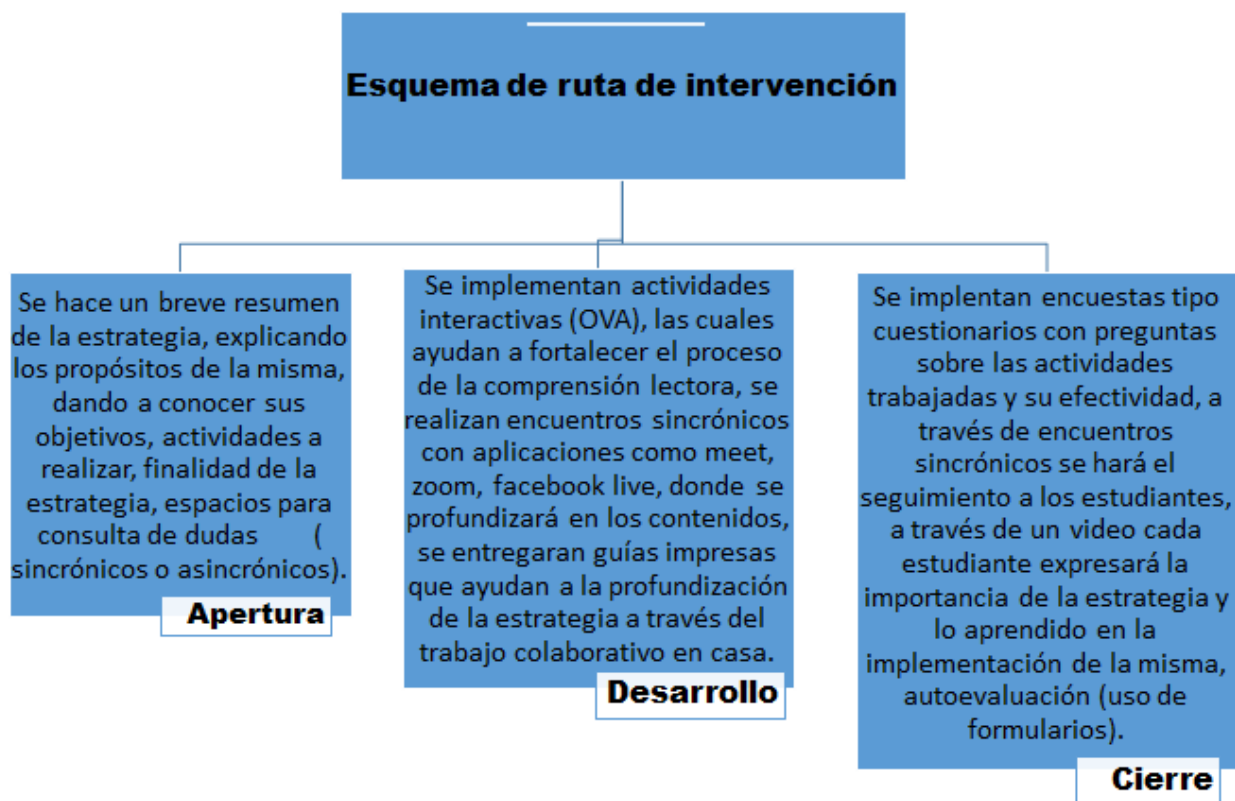 Esquema de ruta de intervención
Se hace un breve resumen
de la estrategia, explicando
los propósitos de la misma,
dando a conocer sus
objetivos, actividades a
realizar, finalidad de la
estrategia, espacios para
consulta de dudas (
sincrónicos o asincrónicos).
Apertura
Se implementan actividades
interactivas (OVA), las cuales
ayudan a fortalecer el proceso
de la comprensión lectora, se
realizan encuentros sincrónicos
con aplicaciones como meet,
zoom, facebook live, donde se
profundizará en los contenidos,
se entregaran guías impresas
que ayudan a la profundización
de la estrategia a través del
trabajo colaborativo en casa.
Desarrollo
Se implentan encuestas tipo
cuestionarios con preguntas
sobre las actividades
trabajadas y su efectividad, a
través de encuentros
sincrónicos se hará el
seguimiento a los estudiantes,
a través de un video cada
estudiante expresará la
importancia de la estrategia y
lo aprendido en la
implementación de la misma,
autoevaluación (uso de
formularios).
Cierre